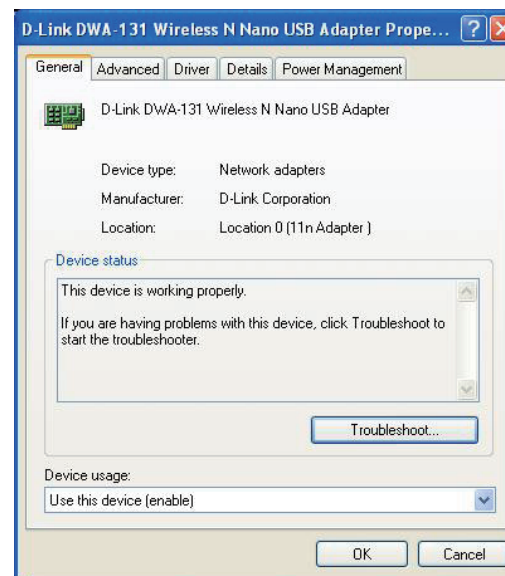 D-Link DWA-131 Wireless N Nano USB Adapter Prope...
General Advanced Driver Details Power Management
D-Link DWA-131 Wireless N Nano USB Adapter
Device type: Network adapters
Manufacturer: D-Link Corporation
Location: Location 0 (11n Adapter )
Device status
This device is working properly.
If you are having problems with this device, click Troubleshoot to
start the troubleshooter.
Troubleshoot...
Device usage:
Use this device (enable)
OK Cancel